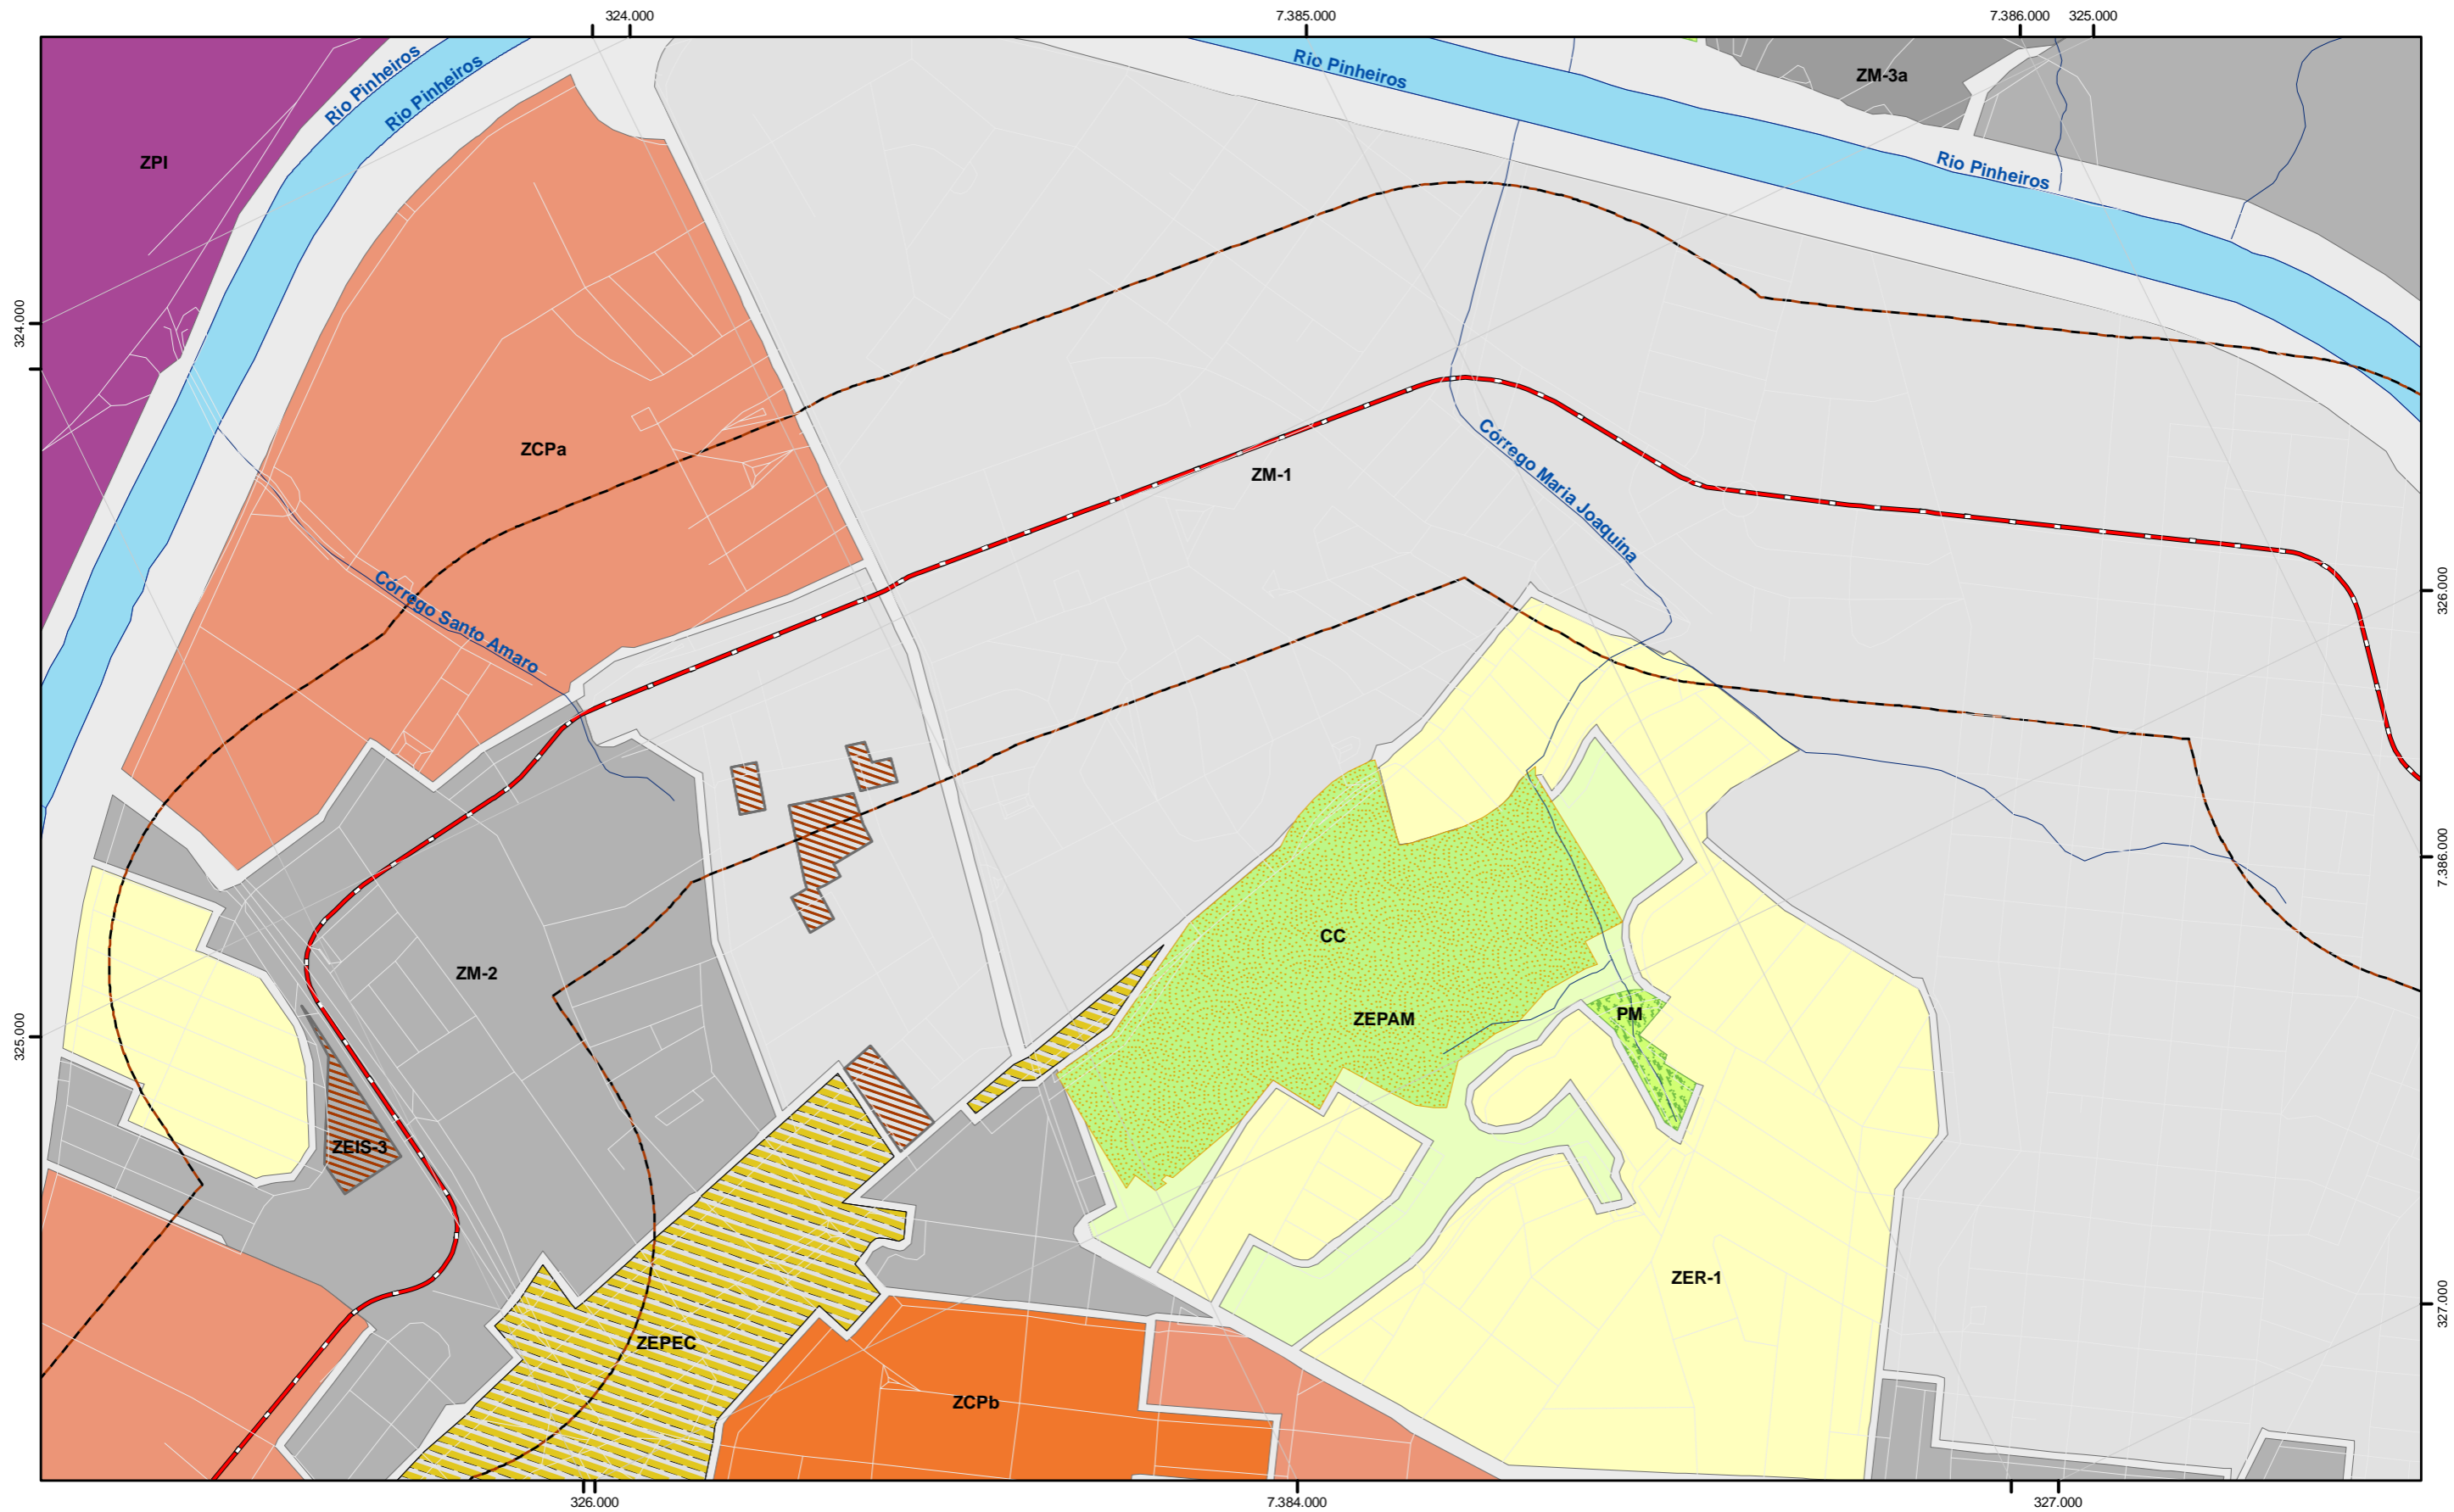 324.000
7.385.000
7.386.000
325.000
Rio Pinheiros
Rio Pinheiros
Rio Pinheiros
ZM-3a
ZPI
Rio Pinheiros
324.000
ZCPa
ZM-1
Córrego Maria Joaquina
326.000
Córrego Santo Amaro
7.386.000
CC
ZM-2
ZEPAM
PM
325.000
ZEIS-3
ZER-1
327.000
ZEPEC
ZCPb
326.000
7.384.000
327.000